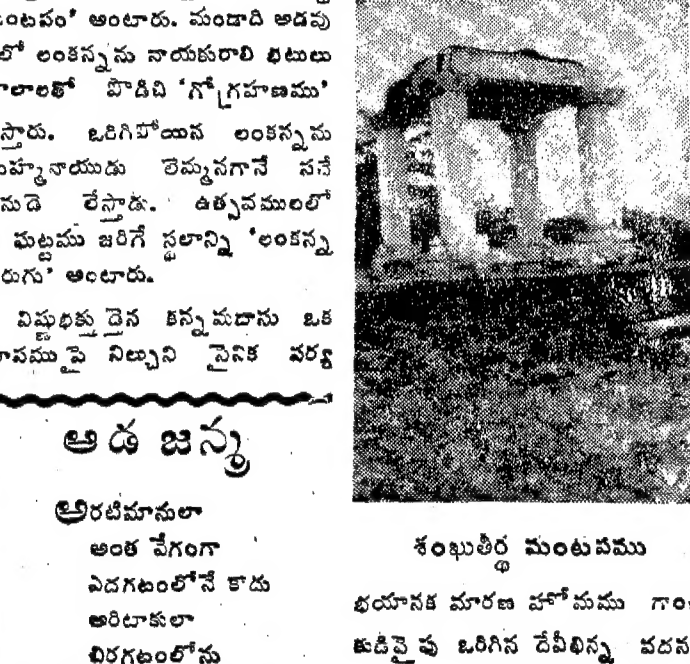 ంటపం' అంటారు. మండాది అడవు
లో లంకన్నను నాయకురాలి భటులు
లాలతో పొడిచి 'గోగ్రహణము'
స్తారు. ఒరిగిపోయిన లంకన్నను
హ్మనాయుడు లెమ్మనగానే సనే
నుడె లేస్తాడు. ఉత్సవములలో
ఘట్టము జరిగే స్థలాన్ని 'లంకన్న
రుగు' అంటారు.
విష్ణుభక్తుడైన కన్నమదాను ఒక
పము పై నిల్చుని సైనిక వర్య
ఆడ జన్మ
అరటిమానులా
అంత వేగంగా
ఎదగటంలోనే కాదు
అరిటాకులా
విరగటంలోను
శంఖుతీర్థ మంటపము
భయానక మారణ హోమము గాం
కుడివైపు ఒరిగిన దేవీఖిన్న వదన